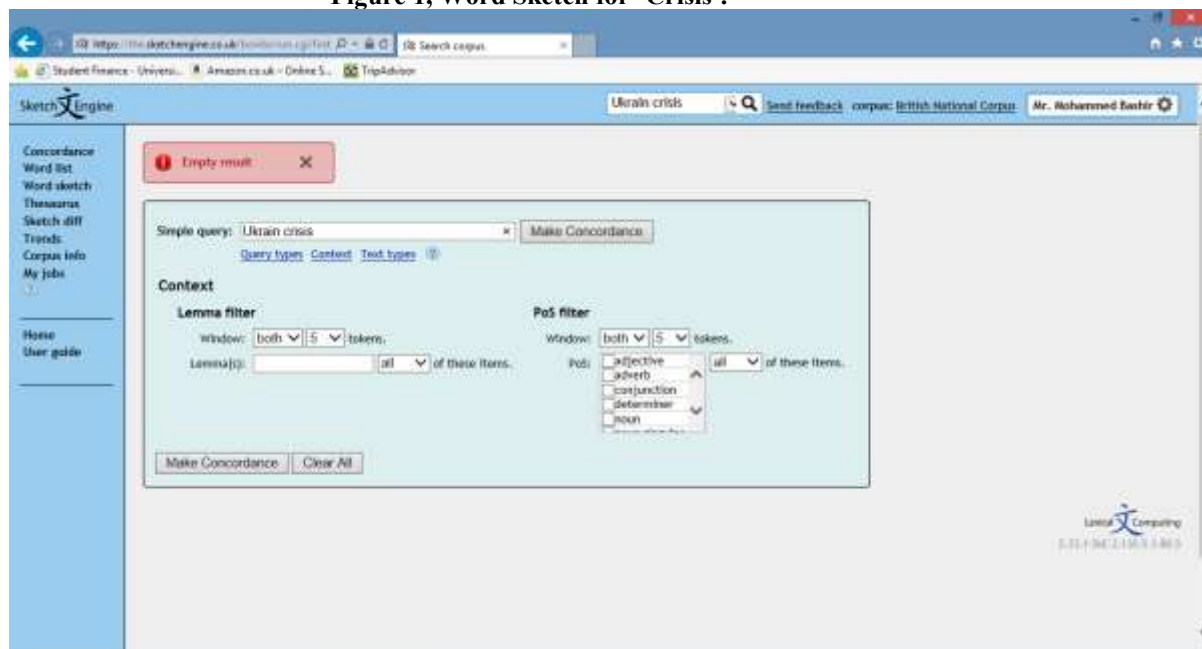 Figure 1, Word Sketch for 'Crisis'.
Search corpus
Student Finance - Universi... Amazon.co.uk – Online S... TripAdvisor
Sketch Engine
Ukrain crisis Send feedback corpus: British National Corpus Mr. Mohammed Bashir
Concordance
Word list
Word sketch
Thesaurus
Sketch diff
Trends
Corpus info
My jobs
Home
User guide
Empty result
Simple query: Ukrain crisis Make Concordance
Query types Context Text types
Context
Lemma filter PoS filter
Window: both 5 tokens. Window: both 5 tokens.
Lemma(s): all of these items. PoS: adjective all of these items.
adverb
conjunction
determiner
noun
Make Concordance Clear All
Lexical Computing